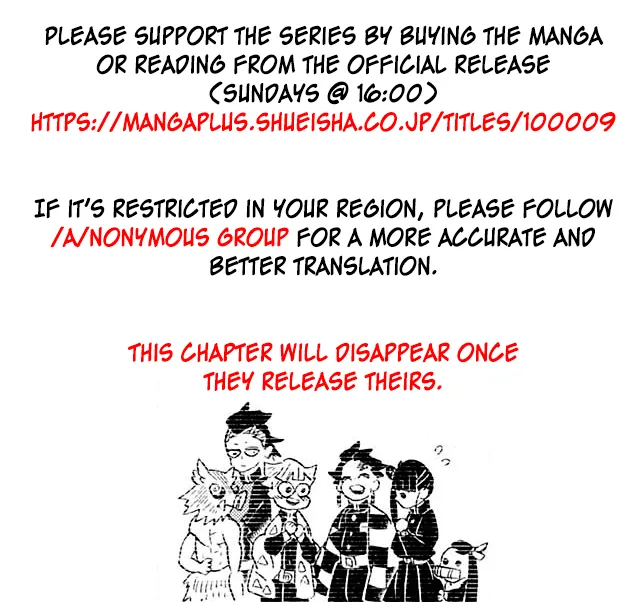 PLEASE SUPPORT THE SERIES BY BUYING THE MANGA
OR READING FROM THE OFFICIAL RELEASE
(SUNDAYS @ 16:00)
HTTPS://MANGAPLUS.SHUEISHA.CO.JP/TITLES/100009
IF IT'S RESTRICTED IN YOUR REGION, PLEASE FOLLOW
/A/NONYMOUS GROUP FOR A MORE ACCURATE AND
BETTER TRANSLATION.
THIS CHAPTER WILL DISAPPEAR ONCE
THEY RELEASE THEIRS.